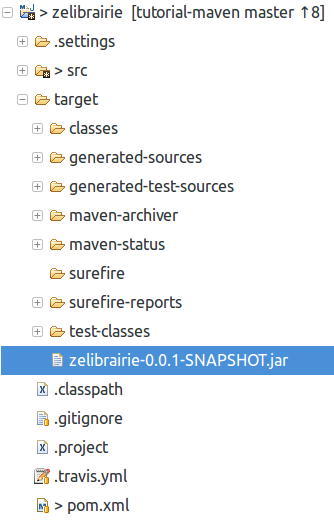 > zelibrairie [tutorial-maven master ↑8]
.settings
> src
target
classes
generated-sources
generated-test-sources
maven-archiver
maven-status
surefire
surefire-reports
test-classes
zelibrairie-0.0.1-SNAPSHOT.jar
.classpath
.gitignore
.project
.travis.yml
> pom.xml